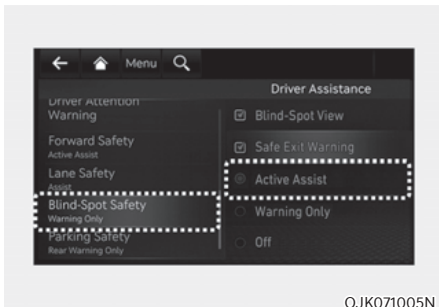 Menu
Driver Assistance
Driver Attention
Warning
Forward Safety
Active Assist
Lane Safety
Assist
Blind-Spot Safety
Warning Only
Parking Safety
Rear Warning Only
Blind-Spot View
Safe Exit Warning
Active Assist
Warning Only
Off
OJK071005N